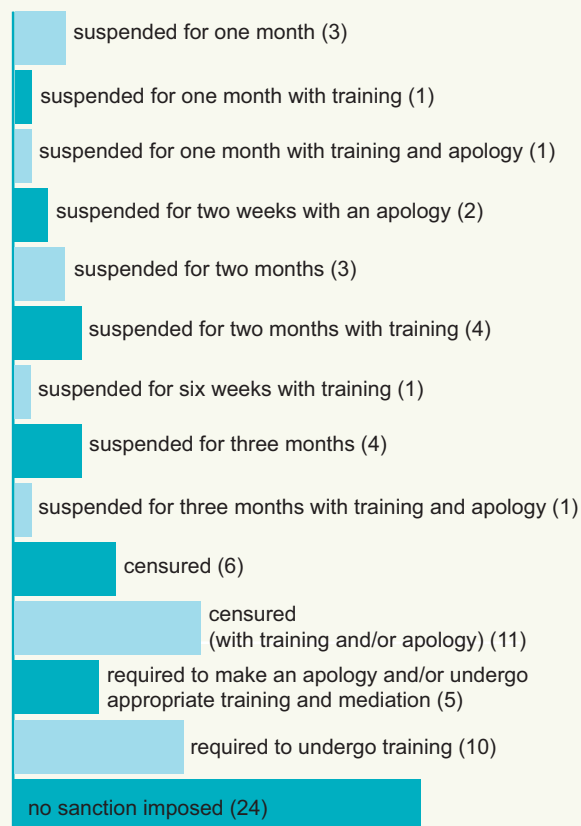 suspended for one month (3)
suspended for one month with training (1)
suspended for one month with training and apology (1)
suspended for two weeks with an apology (2)
suspended for two months (3)
suspended for two months with training (4)
suspended for six weeks with training (1)
suspended for three months (4)
suspended for three months with training and apology (1)
censured (6)
censured
(with training and/or apology) (11)
required to make an apology and/or undergo
appropriate training and mediation (5)
required to undergo training (10)
no sanction imposed (24)